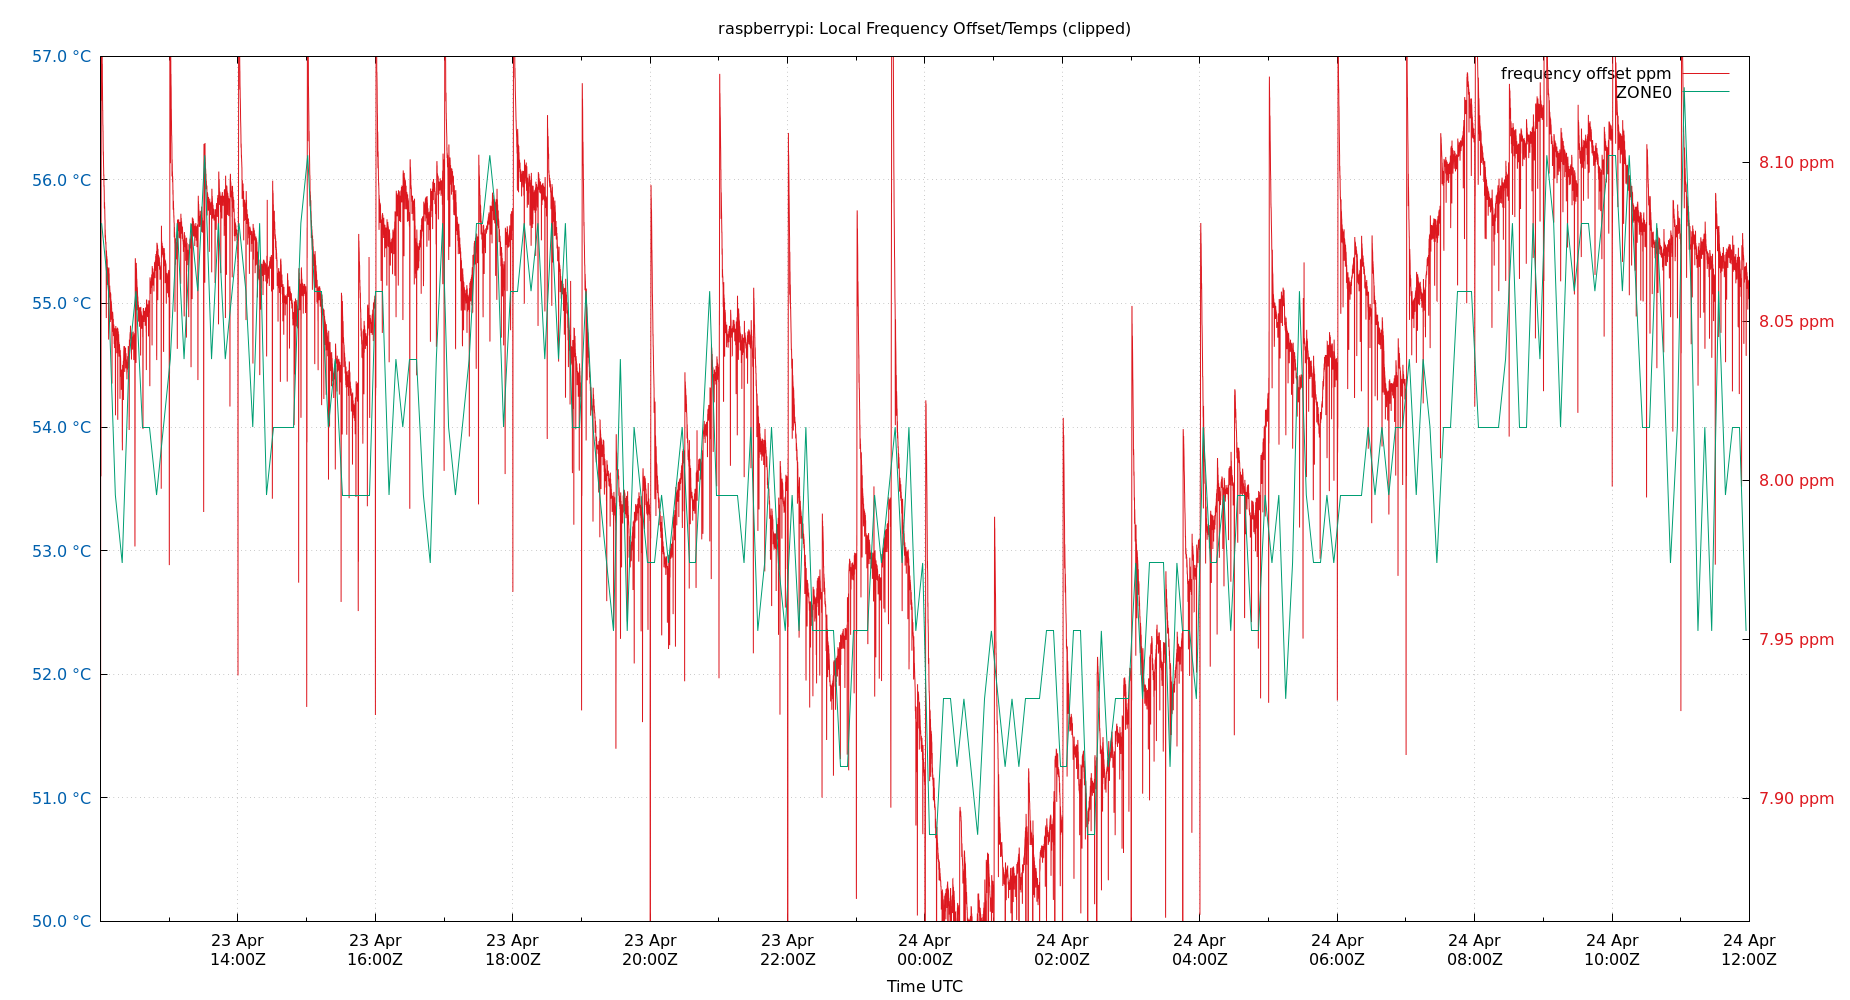 raspberrypi: Local Frequency Offset/Temps (clipped)
57.0 °C
56.0 °C
55.0 °C
54.0 °C
53.0 °C
52.0 °C
51.0 °C
50.0 °C
frequency offset ppm
ZONE0
8.10 ppm
8.05 ppm
8.00 ppm
7.95 ppm
7.90 ppm
23 Apr
14:00Z
23 Apr
16:00Z
23 Apr
18:00Z
23 Apr
20:00Z
23 Apr
22:00Z
24 Apr
00:00Z
24 Apr
02:00Z
24 Apr
04:00Z
24 Apr
06:00Z
24 Apr
08:00Z
24 Apr
10:00Z
24 Apr
12:00Z
Time UTC